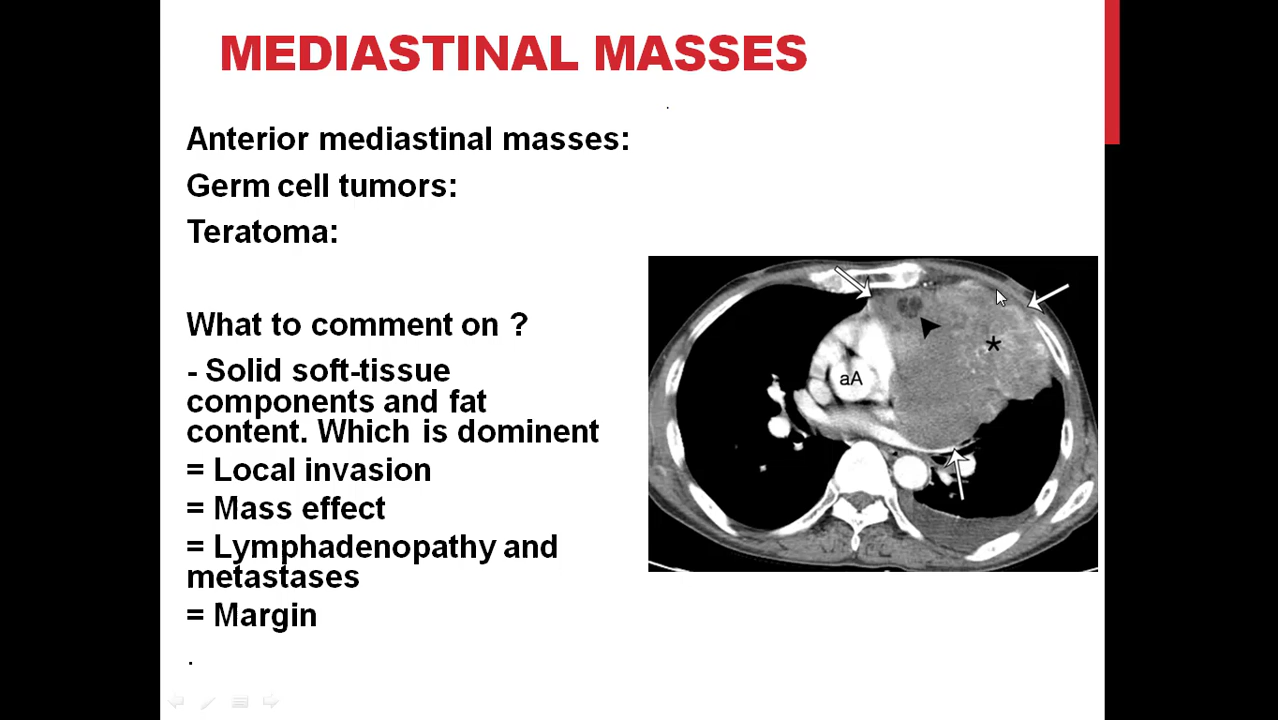 MEDIASTINAL MASSES
.
Anterior mediastinal masses:
Germ cell tumors:
Teratoma:
What to comment on ?
- Solid soft-tissue
components and fat
content. Which is dominent
= Local invasion
= Mass effect
= Lymphadenopathy and
metastases
= Margin
.
aA
*